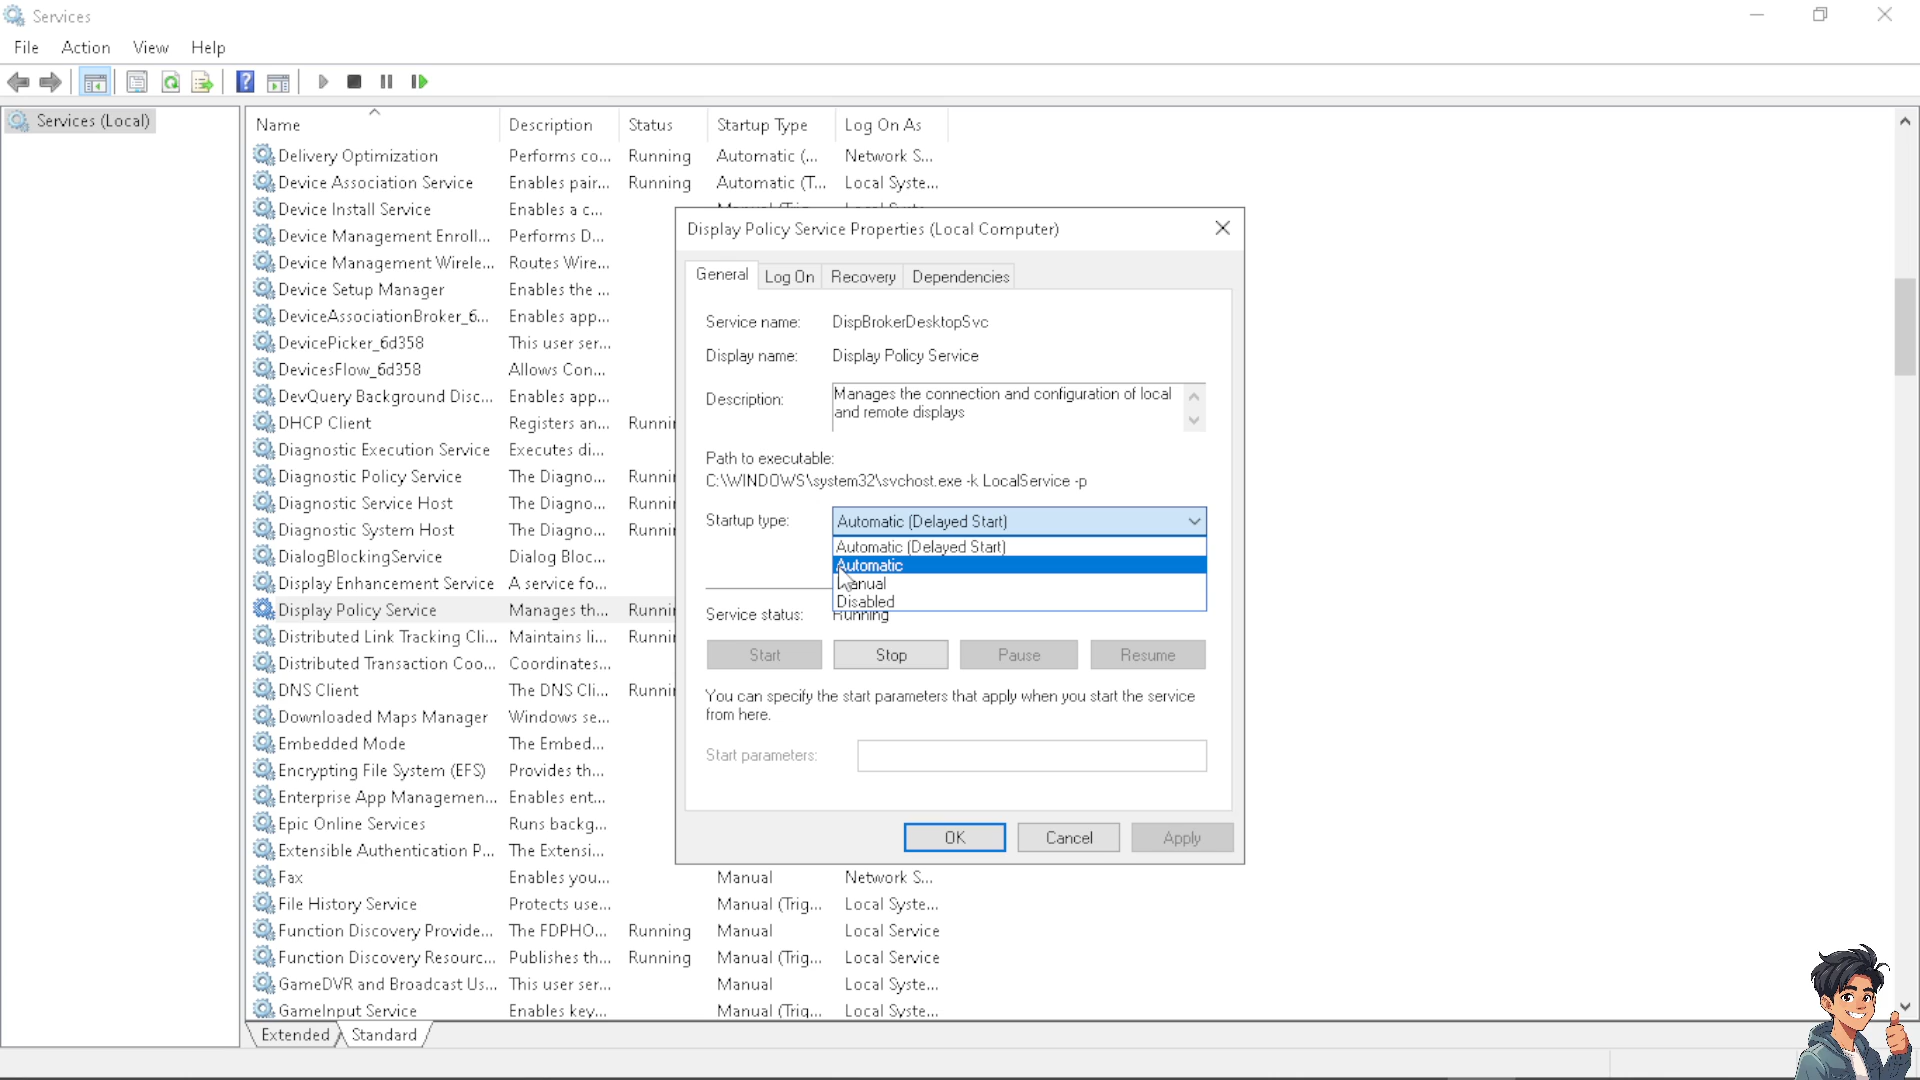 Services
File Action View Help
Services (Local)
Name Description Status Startup Type Log On As
Delivery Optimization Performs co... Running Automatic (... Network S...
Device Association Service Enables pair... Running Automatic (T... Local Syste...
Device Install Service Enables a c...
Device Management Enroll... Performs D...
Device Management Wirele... Routes Wire...
Device Setup Manager Enables the ...
DeviceAssociationBroker_6... Enables app...
DevicePicker_6d358 This user ser...
DevicesFlow_6d358 Allows Con...
DevQuery Background Disc... Enables app...
DHCP Client Registers an... Runni
Diagnostic Execution Service Executes di...
Diagnostic Policy Service The Diagno... Runni
Diagnostic Service Host The Diagno... Runni
Diagnostic System Host The Diagno... Runni
DialogBlockingService Dialog Bloc...
Display Enhancement Service A service fo...
Display Policy Service Manages th... Runni
Distributed Link Tracking Cli... Maintains li... Runni
Distributed Transaction Coo... Coordinates...
DNS Client The DNS Cli... Runni
Downloaded Maps Manager Windows se...
Embedded Mode The Embed...
Encrypting File System (EFS) Provides th...
Enterprise App Managemen... Enables ent...
Epic Online Services Runs backg...
Extensible Authentication P... The Extensi...
Fax Enables you... Manual Network S...
File History Service Protects use... Manual (Trig... Local Syste...
Function Discovery Provide... The FDPHO... Running Manual Local Service
Function Discovery Resourc... Publishes th... Running Manual (Trig... Local Service
GameDVR and Broadcast Us... This user ser... Manual Local Syste...
GameInput Service Enables key... Manual (Trig... Local Syste...
Extended Standard
Display Policy Service Properties (Local Computer)
General Log On Recovery Dependencies
Service name: DispBrokerDesktopSvc
Display name: Display Policy Service
Description: Manages the connection and configuration of local
and remote displays
Path to executable:
C:\WINDOWS\system32\svchost.exe -k LocalService -p
Startup type: Automatic (Delayed Start)
Automatic (Delayed Start)
Automatic
Manual
Disabled
Service status: Running
Start Stop Pause Resume
You can specify the start parameters that apply when you start the service
from here.
Start parameters:
OK Cancel Apply